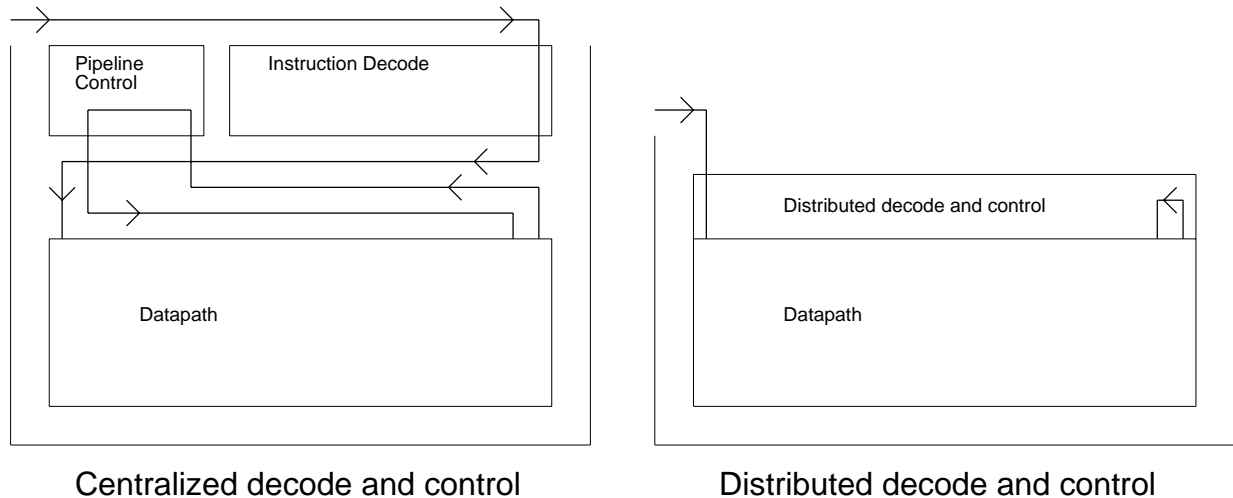 Pipeline
Control
Instruction Decode
Datapath
Centralized decode and control
Distributed decode and control
Datapath
Distributed decode and control